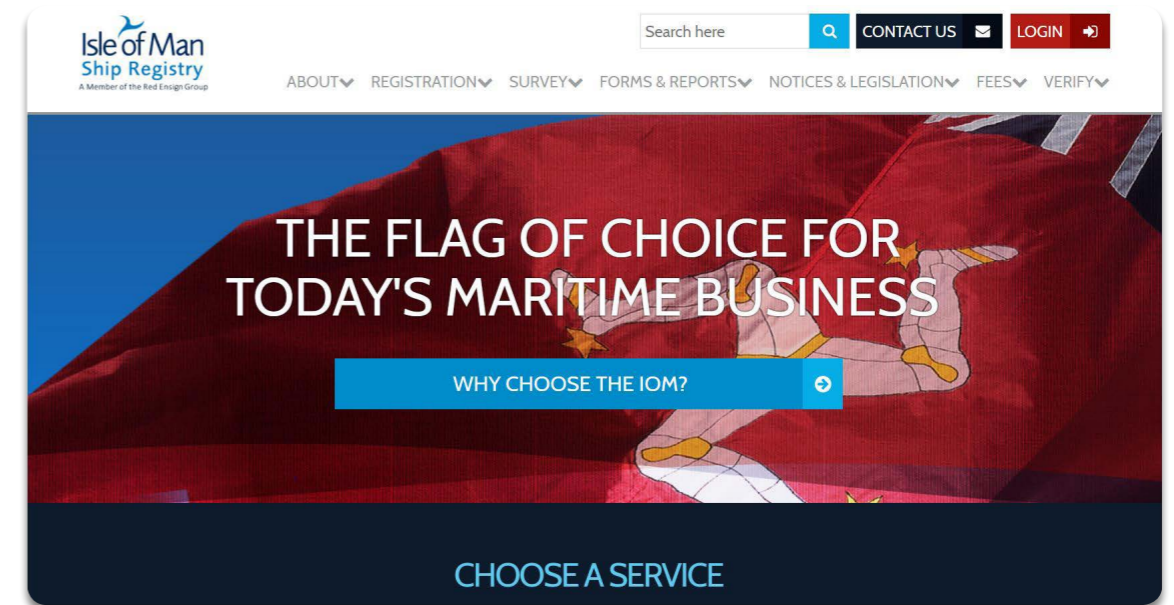 Isle of Man
Ship Registry
A Member of the Red Ensign Group
Search here
CONTACT US
LOGIN
ABOUT REGISTRATION SURVEY FORMS & REPORTS NOTICES & LEGISLATION FEES VERIFY
THE FLAG OF CHOICE FOR
TODAY'S MARITIME BUSINESS
WHY CHOOSE THE IOM?
CHOOSE A SERVICE